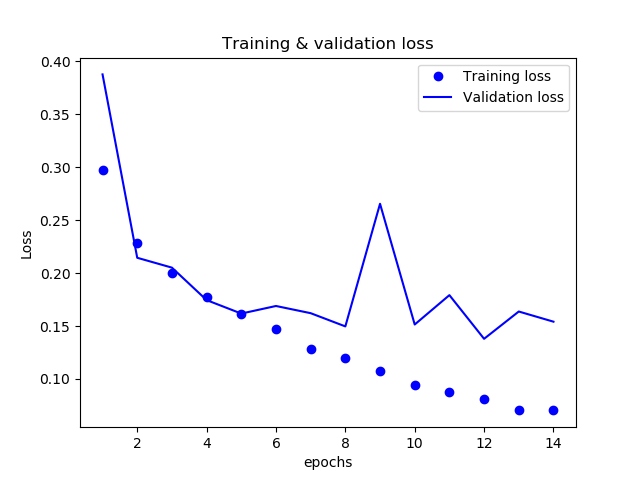 Training & validation loss
0.40
0.35
0.30
0.25
0.20
0.15
0.10
Loss
Training loss
Validation loss
2 4 6 8 10 12 14
epochs